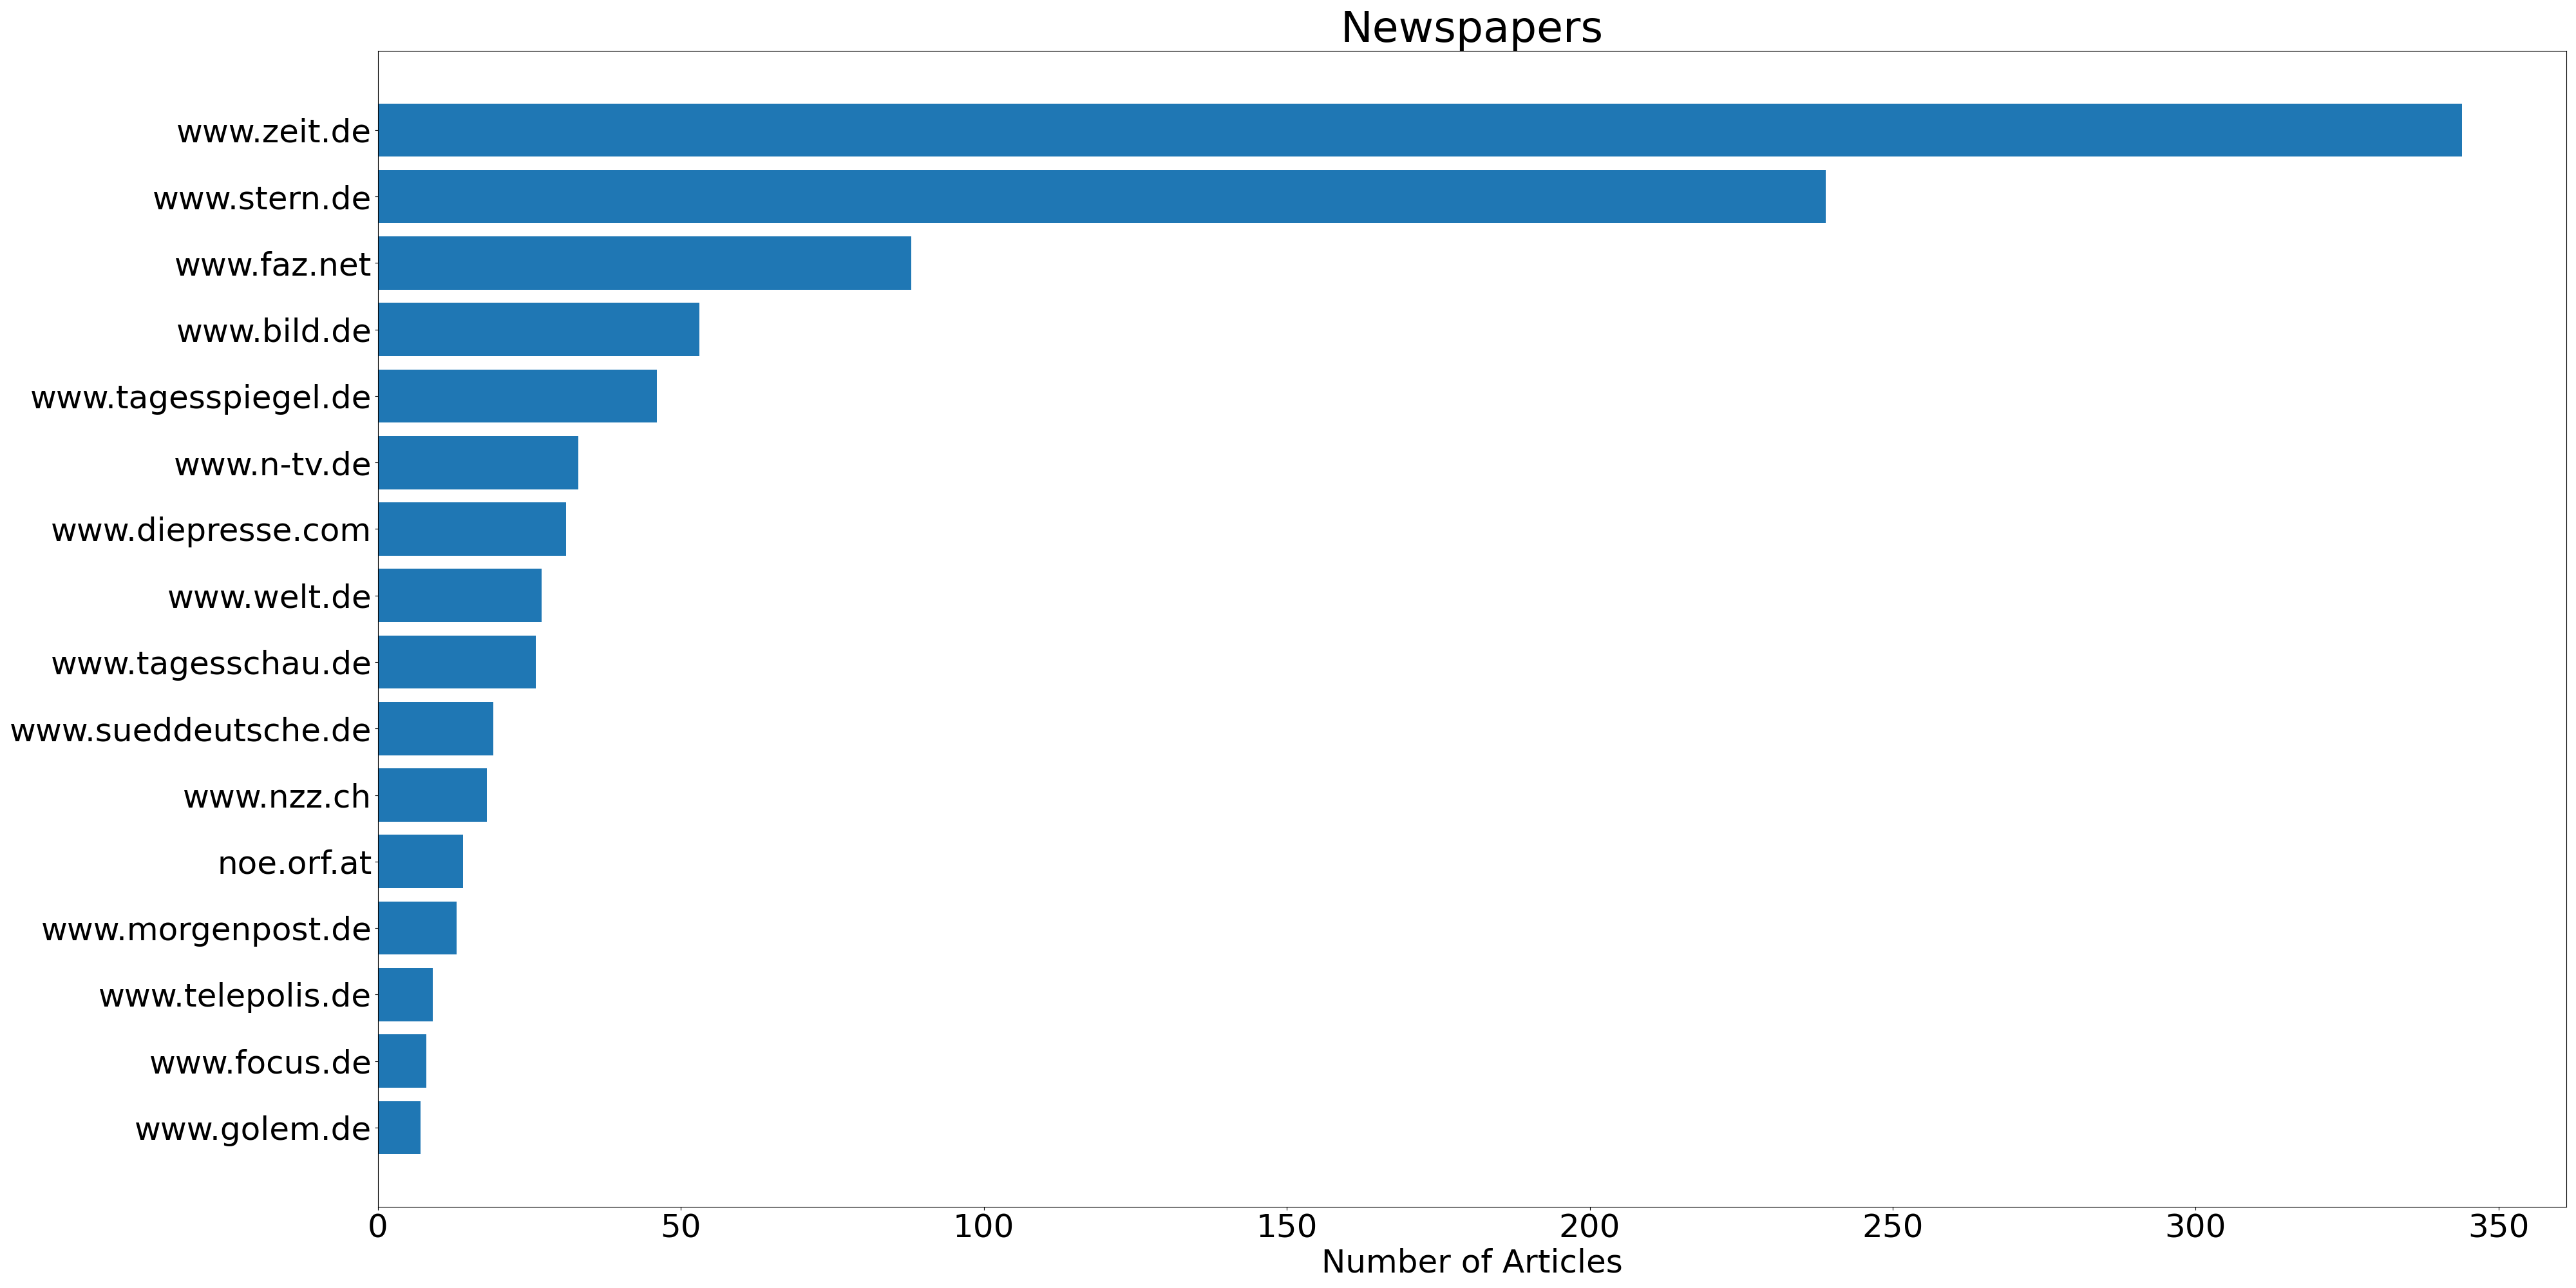 Newspapers
www.zeit.de
www.stern.de
www.faz.net
www.bild.de
www.tagesspiegel.de
www.n-tv.de
www.diepresse.com
www.welt.de
www.tagesschau.de
www.sueddeutsche.de
www.nzz.ch
noe.orf.at
www.morgenpost.de
www.telepolis.de
www.focus.de
www.golem.de
0 50 100 150 200 250 300 350
Number of Articles